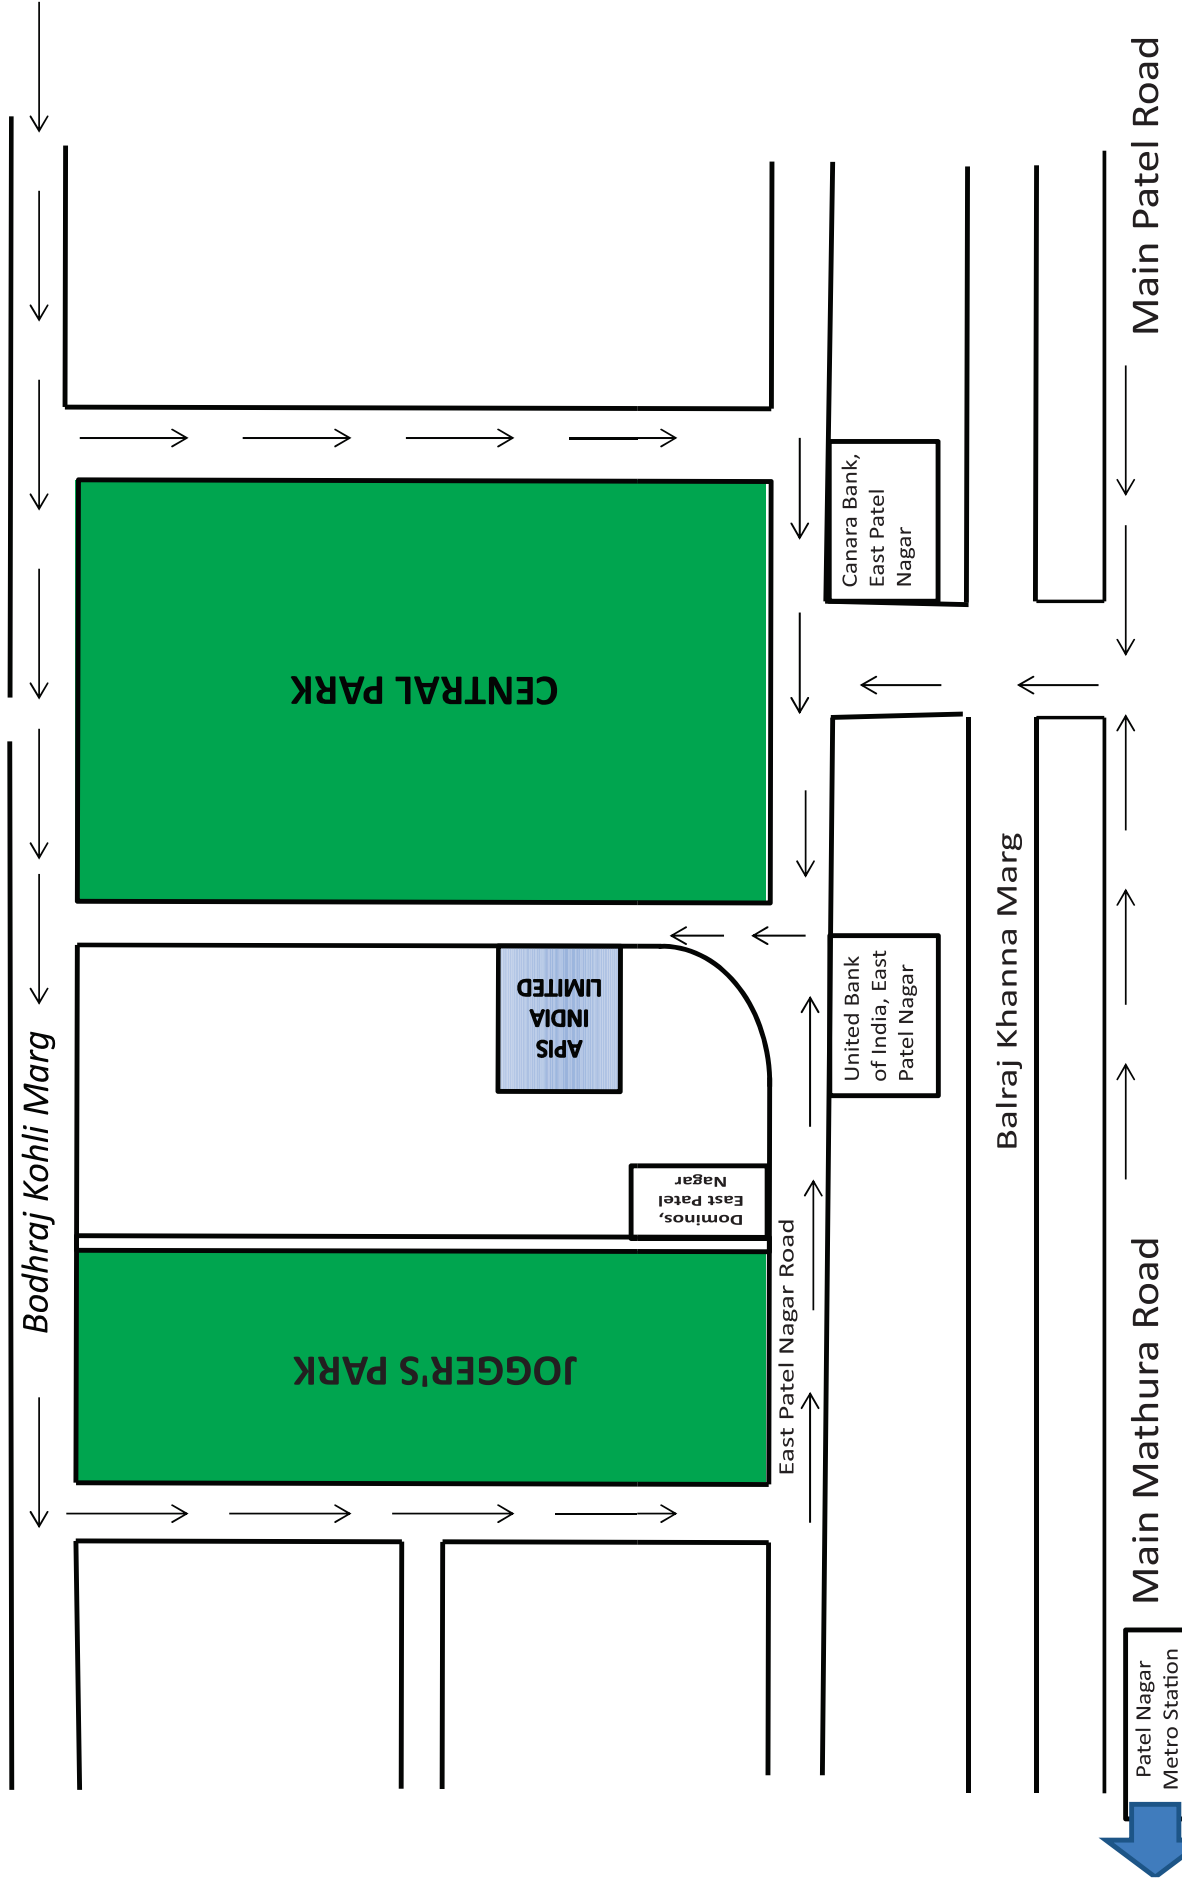 Bodhraj Kohli Marg
JOGGER'S PARK
CENTRAL PARK
APIS
INDIA
LIMITED
Dominos,
East Patel
Nagar
East Patel Nagar Road
United Bank
of India, East
Patel Nagar
Canara Bank,
East Patel
Nagar
Balraj Khanna Marg
Main Mathura Road
Main Patel Road
Patel Nagar
Metro Station